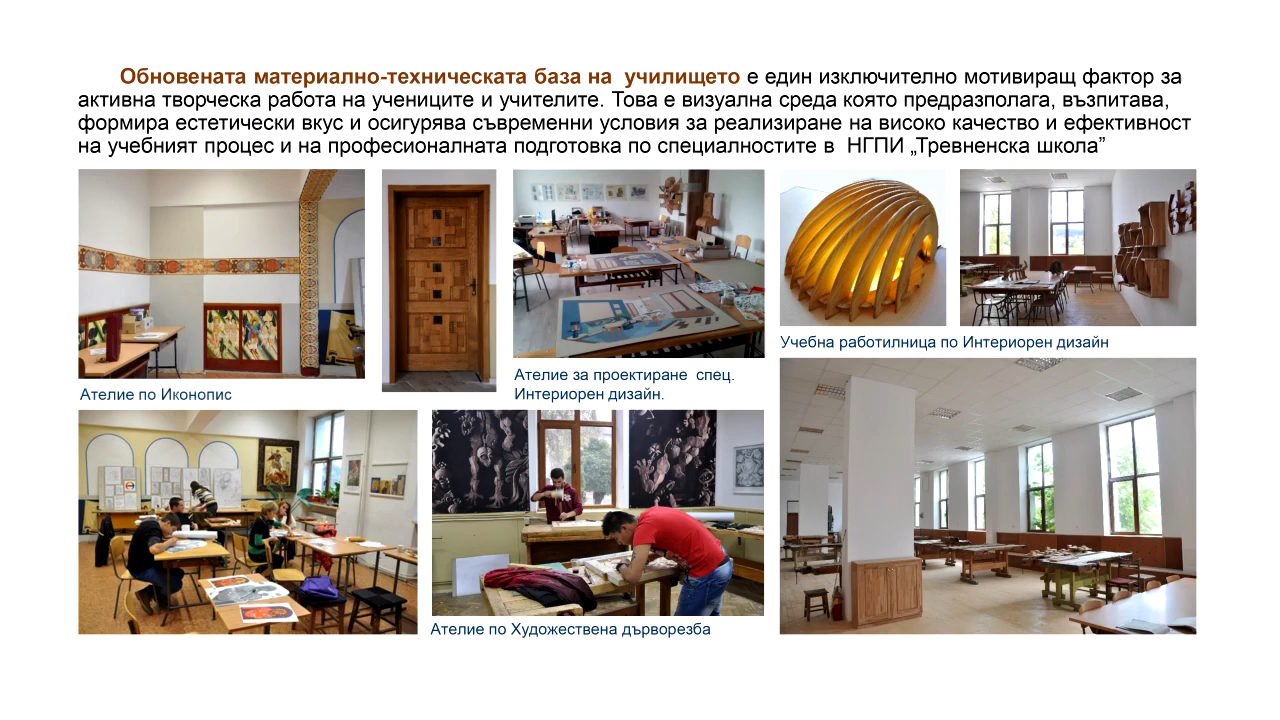 Обновената материално-техническата база на училището е един изключително мотивиращ фактор за
активна творческа работа на учениците и учителите. Това е визуална среда която предразполага, възпитава,
формира естетически вкус и осигурява съвременни условия за реализиране на високо качество и ефективност
на учебният процес и на професионалната подготовка по специалностите в НГПИ „Тревненска школа”
Учебна работилница по Интериорен дизайн
Ателие по Иконопис
Ателие за проектиране спец.
Интериорен дизайн.
Ателие по Художествена дърворезба